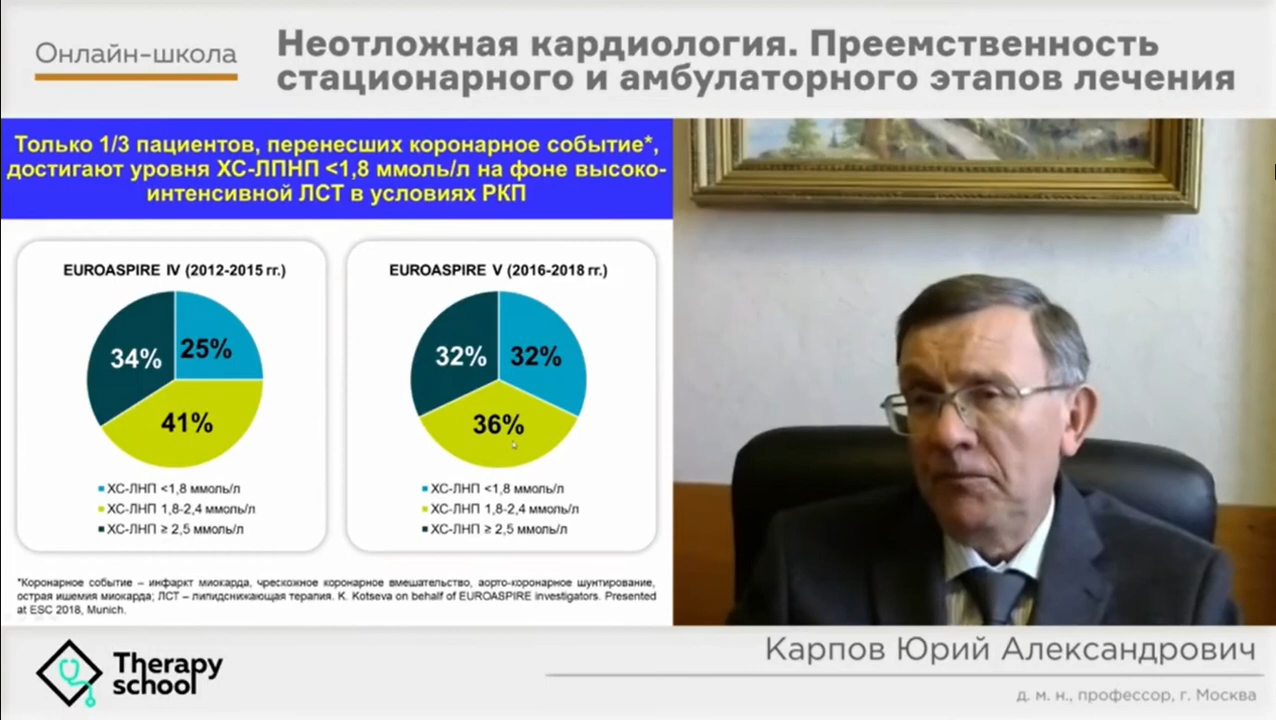 Онлайн-школа
Неотложная кардиология. Преемственность
стационарного и амбулаторного этапов лечения
Только 1/3 пациентов, перенесших коронарное событие*,
достигают уровня ХС-ЛПНП <1,8 ммоль/л на фоне высоко-
интенсивной ЛСТ в условиях РКП
EUROASPIRE IV (2012-2015 гг.)
34%
25%
41%
ХС-ЛНП <1,8 ммоль/л
ХС-ЛНП 1,8-2,4 ммоль/л
ХС-ЛНП ≥ 2,5 ммоль/л
EUROASPIRE V (2016-2018 гг.)
32%
32%
36%
ХС-ЛНП <1,8 ммоль/л
ХС-ЛНП 1,8-2,4 ммоль/л
ХС-ЛНП ≥ 2,5 ммоль/л
*Коронарное событие – инфаркт миокарда, чрескожное коронарное вмешательство, аорто-коронарное шунтирование,
острая ишемия миокарда; ЛСТ – липидснижающая терапия. K. Kotseva on behalf of EUROASPIRE investigators. Presented
at ESC 2018, Munich.
Therapy
school
Карпов Юрий Александрович
д. м. н., профессор, г. Москва